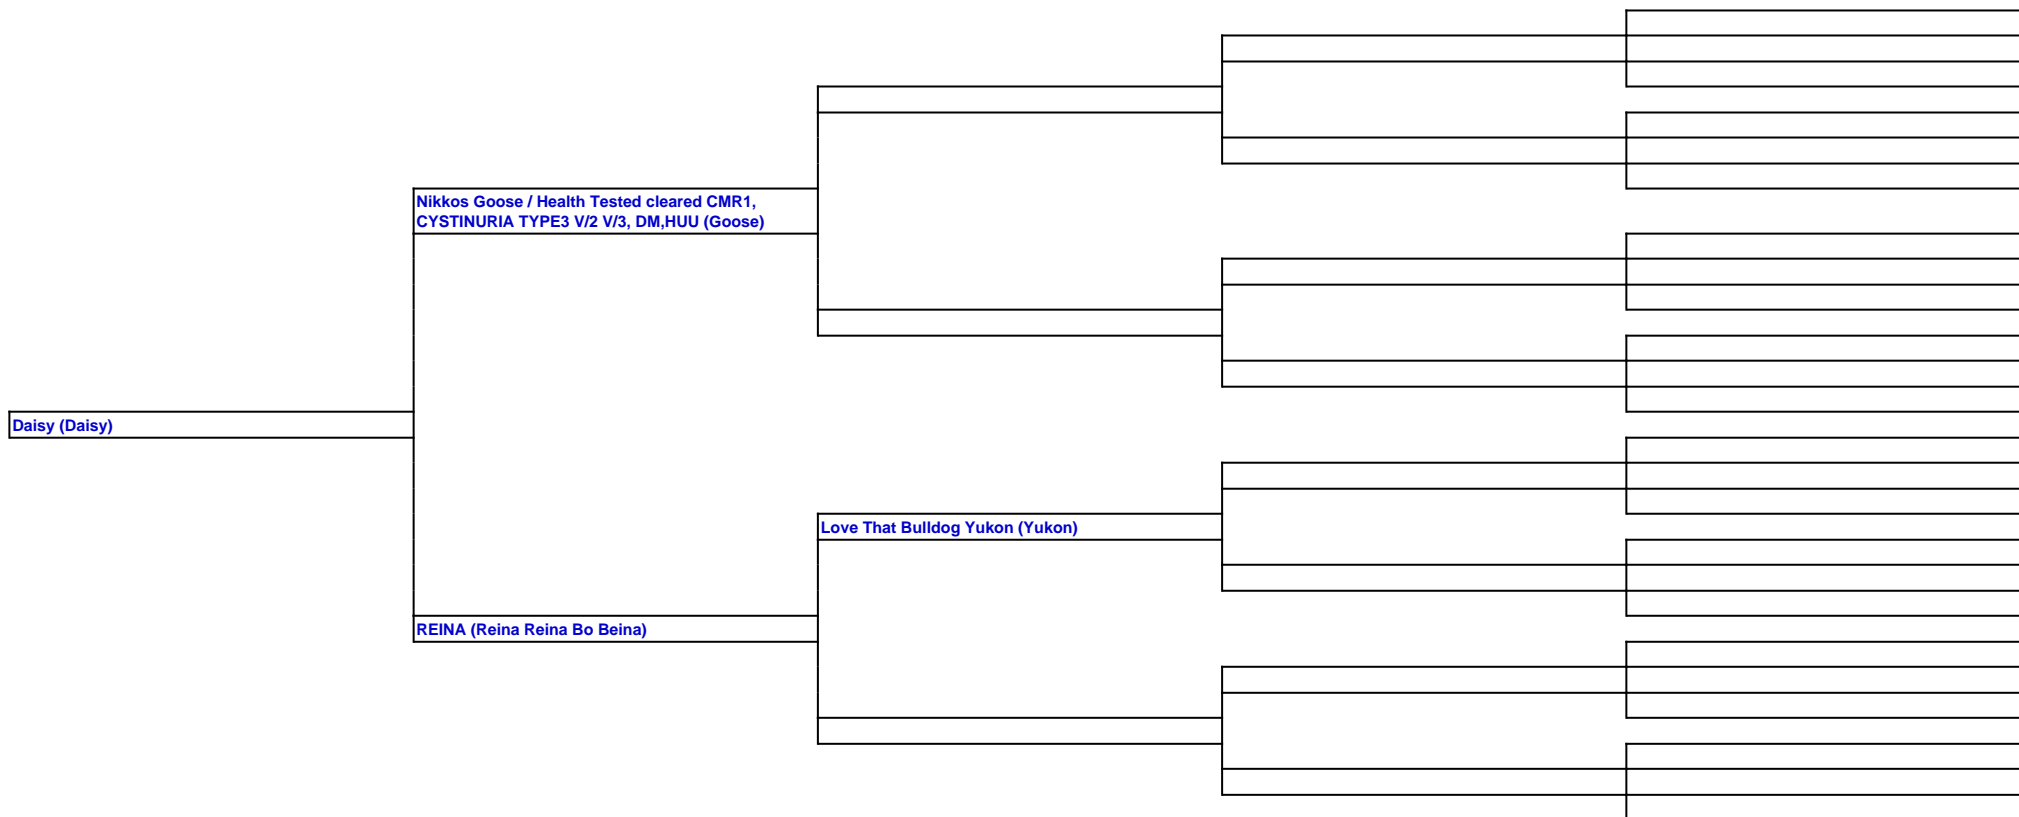 Nikkos Goose / Health Tested cleared CMR1,
CYSTINURIA TYPE3 V/2 V/3, DM,HUU (Goose)
Daisy (Daisy)
Love That Bulldog Yukon (Yukon)
REINA (Reina Reina Bo Beina)